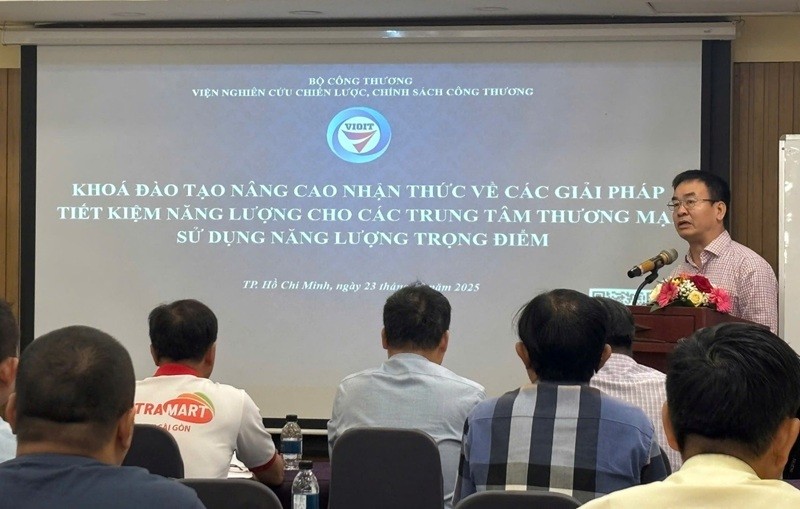 BỘ CÔNG THƯƠNG
VIỆN NGHIÊN CỨU CHIẾN LƯỢC, CHÍNH SÁCH CÔNG THƯƠNG
VIOIT
KHOÁ ĐÀO TẠO NÂNG CAO NHẬN THỨC VỀ CÁC GIẢI PHÁP
TIẾT KIỆM NĂNG LƯỢNG CHO CÁC TRUNG TÂM THƯƠNG MẠ
SỬ DỤNG NĂNG LƯỢNG TRỌNG ĐIỂM
TP. Hồ Chí Minh, ngày 23 thán năm 2025
TRAMART
SÀI GÒN